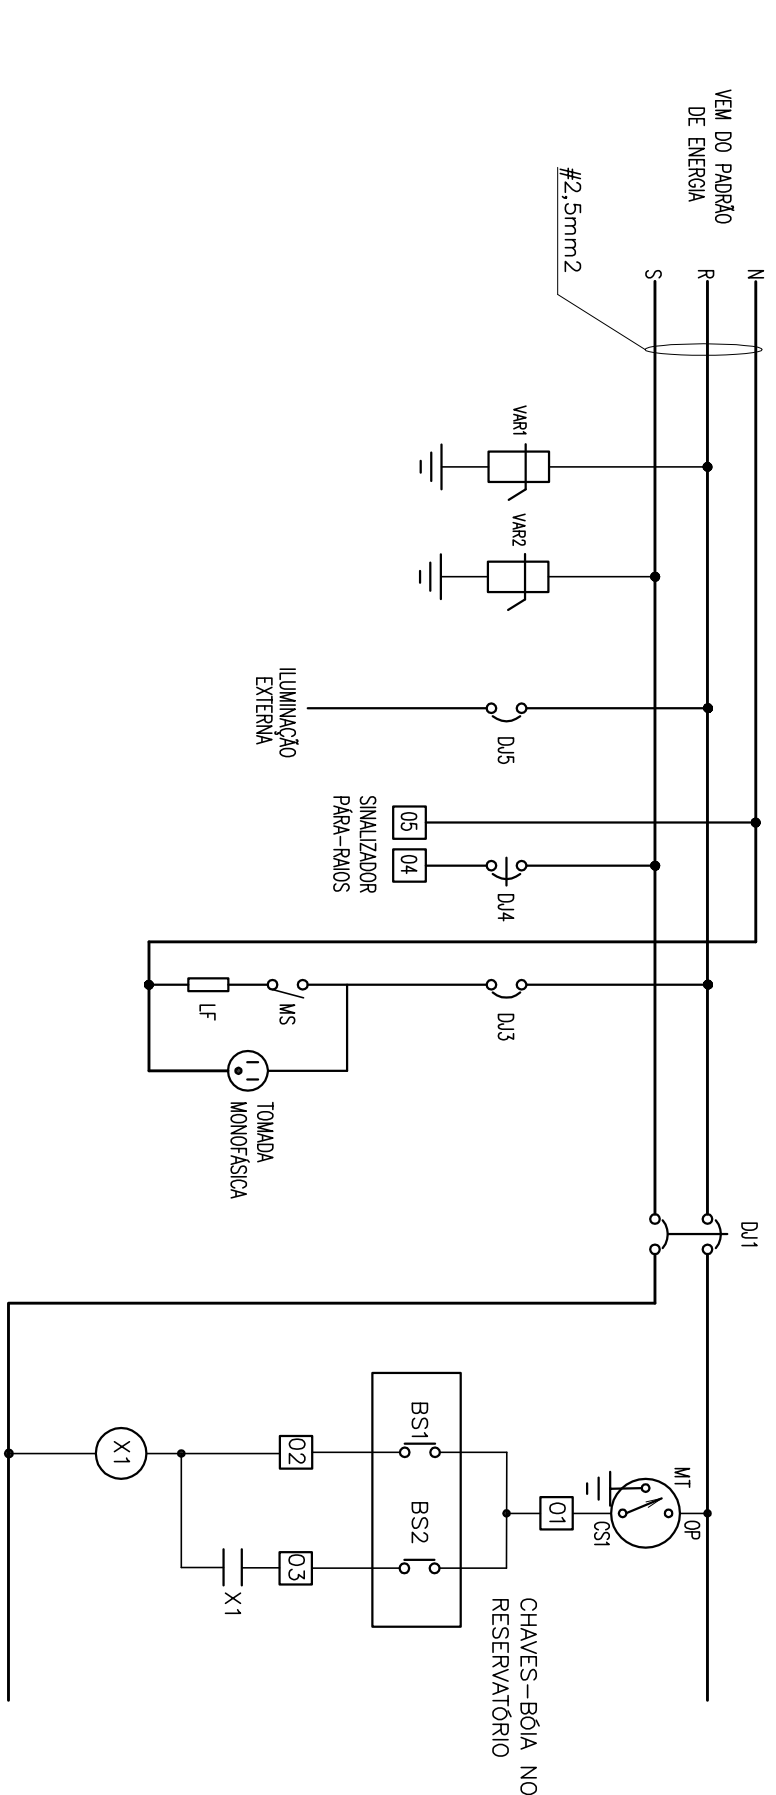 VEM DO PADRÃO
DE ENERGIA
N
R
S
#2,5mm2
VAR1
VAR2
ILUMINAÇÃO
EXTERNA
DJ5
05
04
SINALIZADOR
PÁRA-RAIOS
DJ4
DJ3
MS
LF
TOMADA
MONOFÁSICA
DJ1
MT
OP
CS1
01
BS1
BS2
02
03
X1
X1
CHAVES-BÓIA NO
RESERVATÓRIO